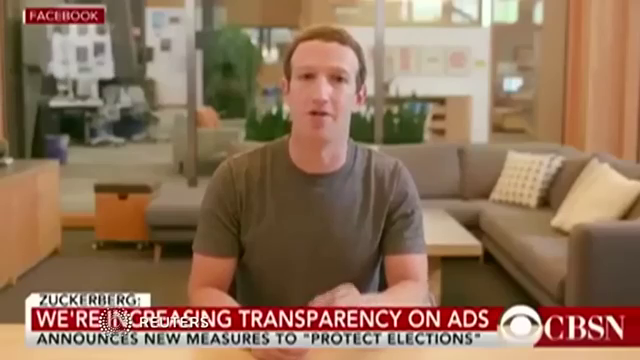 FACEBOOK
ZUCKERBERG:
WE'RE INCREASING TRANSPARENCY ON ADS
REUTERS
ANNOUNCES NEW MEASURES TO "PROTECT ELECTIONS"
CBSN